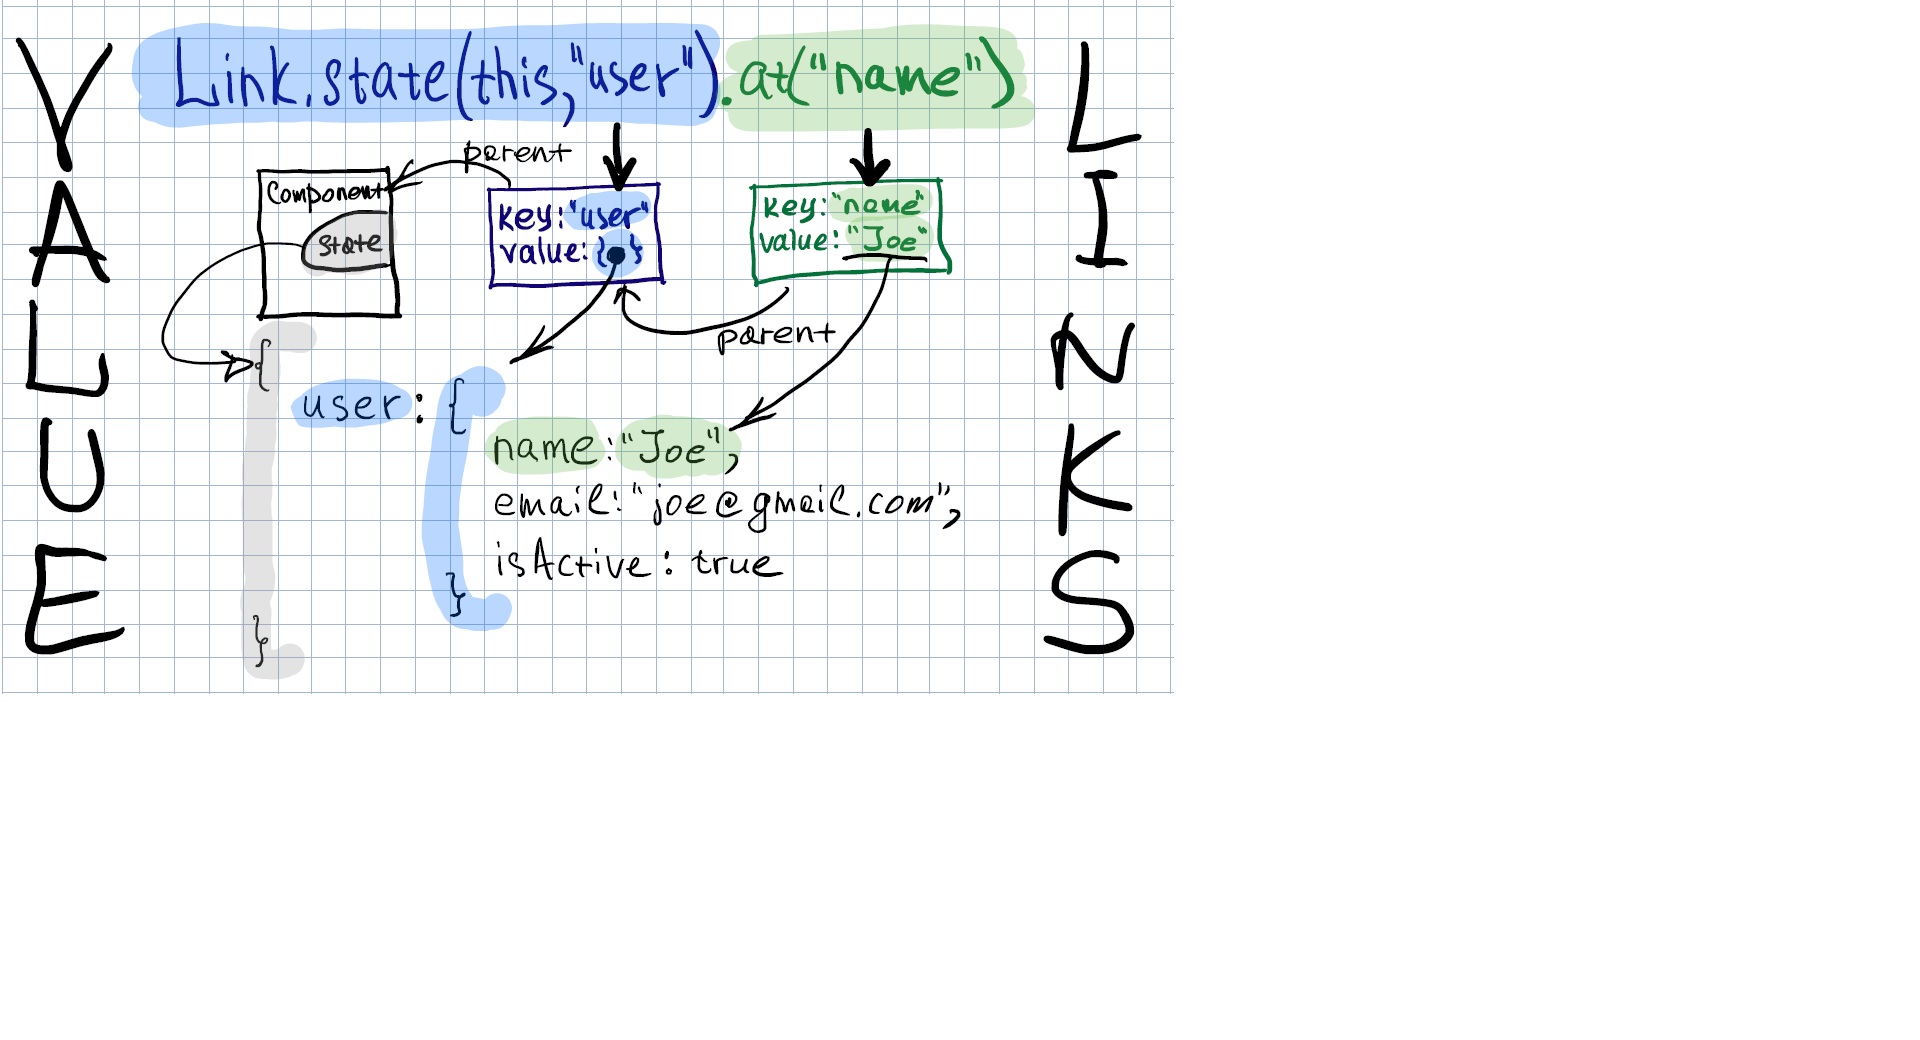 VALUE
Link.state(this,"user").at("name")
parent
Component
state
key:"user"
value:{ }
key:"name"
value:"Joe"
parent
{
user:{
name:"Joe",
email:"joe@gmail.com",
isActive:true
}
}
LINKS